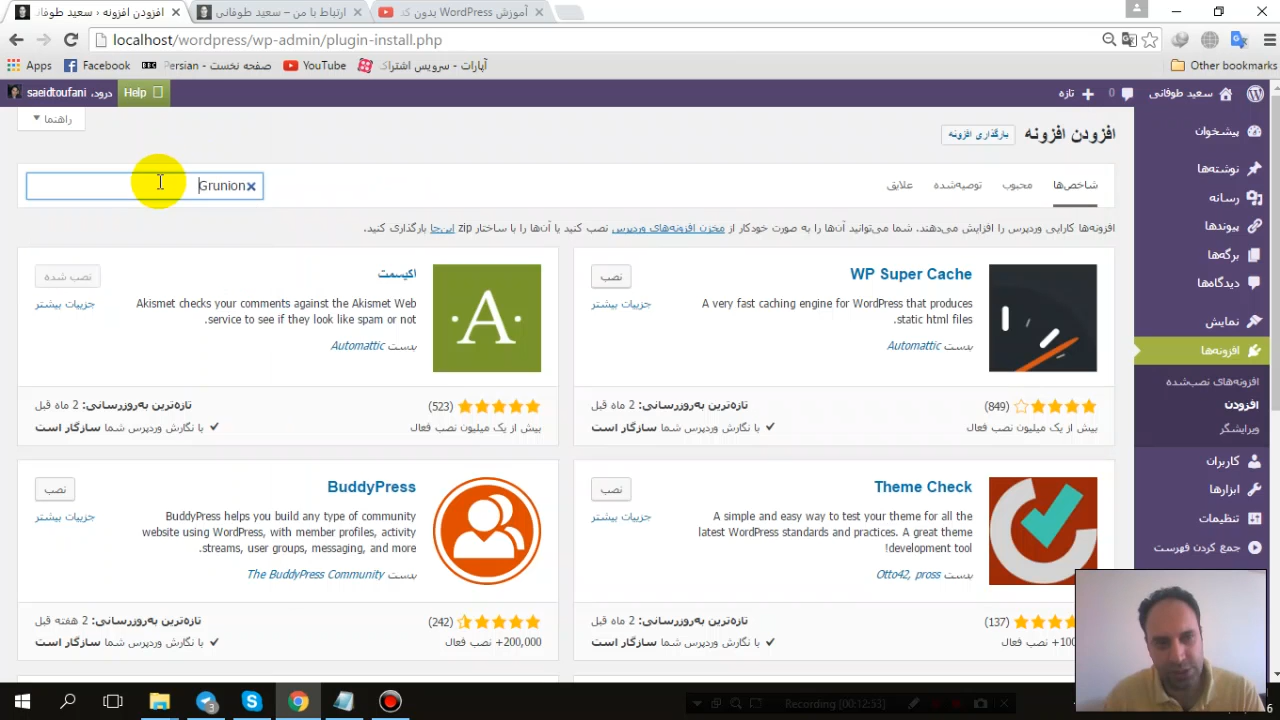 افزودن افزونه ‹ سعید طوفا
ارتباط با من – سعید طوفانی
آموزش WordPress بدون کد
localhost/wordpress/wp-admin/plugin-install.php
Apps
Facebook
صفحه نخست - Persian
YouTube
آپارات - سرویس اشتراک
Other bookmarks
سعید طوفانی
0
تازه
درود، saeidtoufani
Help
راهنما
افزودن افزونه
بارگذاری افزونه
شاخص‌ها
محبوب
توصیه‌شده
علایق
Grunion
افزونه‌ها کارایی وردپرس را افزایش می‌دهند. شما می‌توانید آن‌ها را به صورت خودکار از مخزن افزونه‌های وردپرس نصب کنید یا آن‌ها را با ساختار zip این‌جا بارگذاری کنید.
WP Super Cache
نصب
جزییات بیشتر
A very fast caching engine for WordPress that produces
.static html files
بدست Automattic
(849)
تازه‌ترین به‌روزرسانی: 2 ماه قبل
بیش از یک میلیون نصب فعال
با نگارش وردپرس شما سازگار است
اکیسمت
نصب شده
جزییات بیشتر
Akismet checks your comments against the Akismet Web
.service to see if they look like spam or not
بدست Automattic
(523)
تازه‌ترین به‌روزرسانی: 2 ماه قبل
بیش از یک میلیون نصب فعال
با نگارش وردپرس شما سازگار است
Theme Check
نصب
جزییات بیشتر
A simple and easy way to test your theme for all the
latest WordPress standards and practices. A great theme
!development tool
بدست Otto42, pross
(137)
تازه‌ترین به‌روزرسانی: 2 ماه قبل
با نگارش وردپرس شما سازگار است
BuddyPress
نصب
جزییات بیشتر
BuddyPress helps you build any type of community
website using WordPress, with member profiles, activity
.streams, user groups, messaging, and more
بدست The BuddyPress Community
(242)
تازه‌ترین به‌روزرسانی: 2 هفته قبل
200,000+ نصب فعال
با نگارش وردپرس شما سازگار است
پیشخوان
نوشته‌ها
رسانه
پیوندها
برگه‌ها
دیدگاه‌ها
نمایش
افزونه‌ها
افزونه‌های نصب‌شده
افزودن
ویرایشگر
کاربران
ابزارها
تنظیمات
جمع کردن فهرست
Recording [00:12:53]